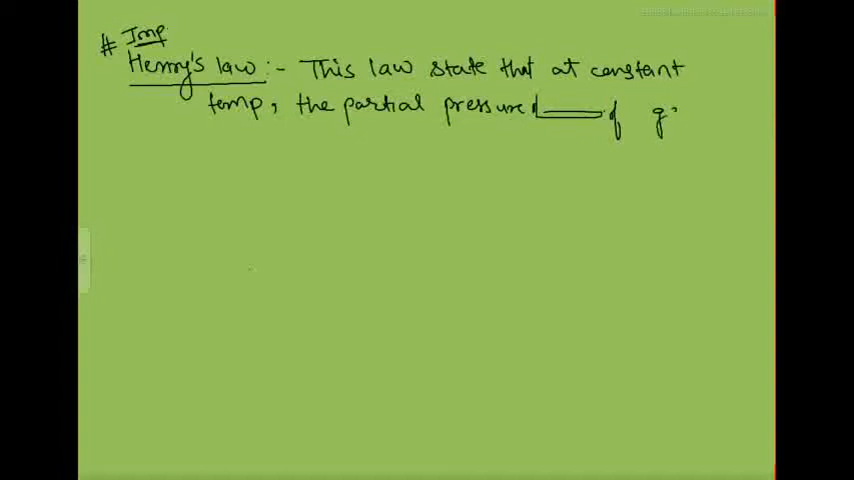 # Imp
Henry's law :- This law state that at constant
temp, the partial pressure of g